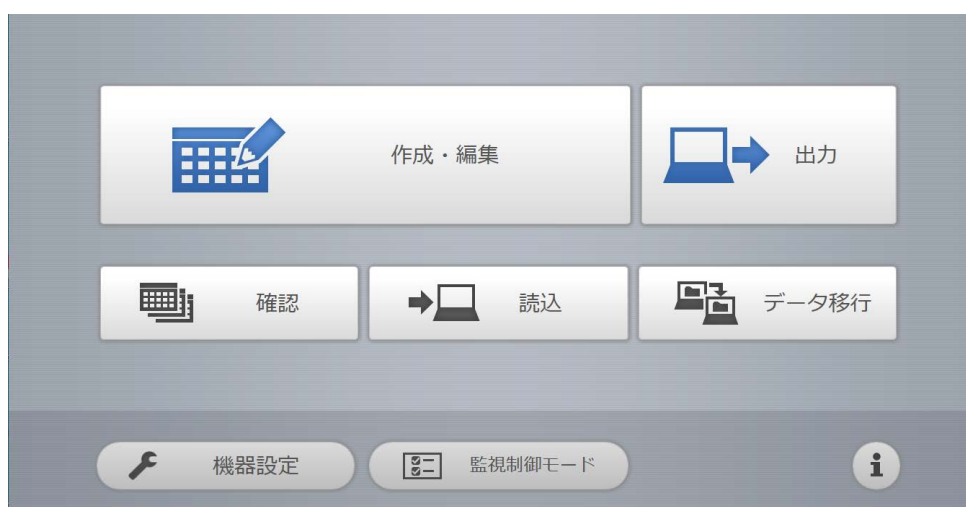 作成・編集
出力
確認
読込
データ移行
機器設定
監視制御モード
i